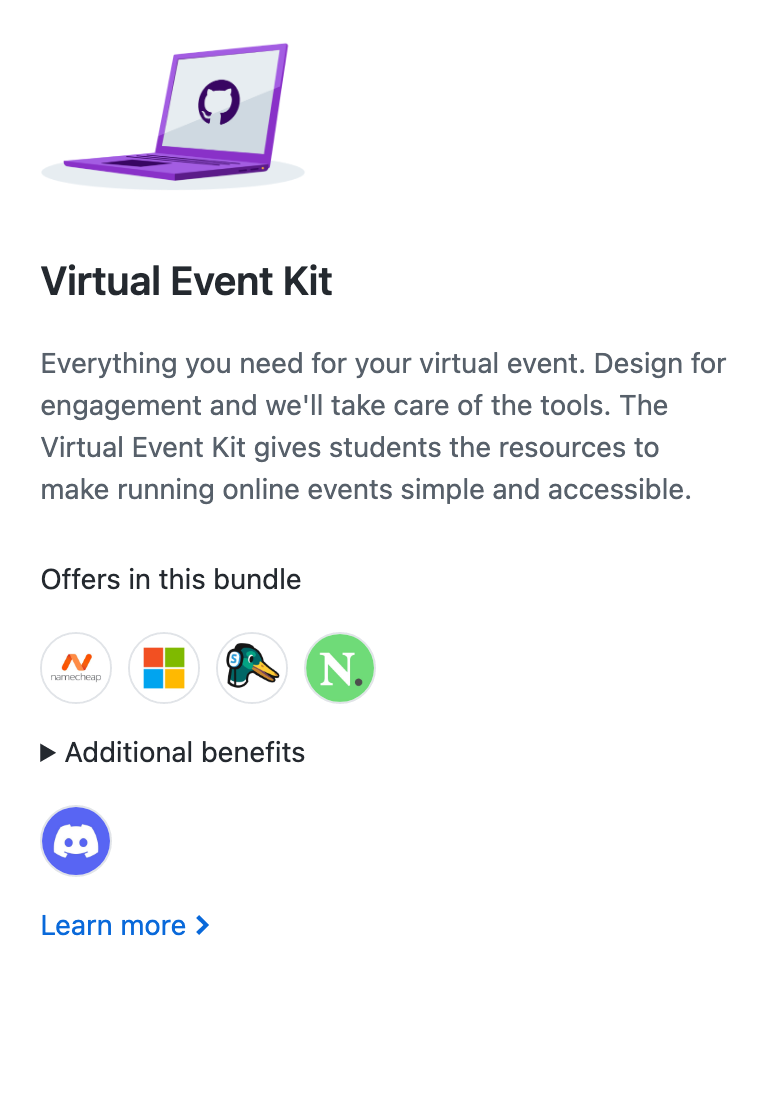 Virtual Event Kit
Everything you need for your virtual event. Design for
engagement and we'll take care of the tools. The
Virtual Event Kit gives students the resources to
make running online events simple and accessible.
Offers in this bundle
namecheap
S
N.
Additional benefits
Learn more